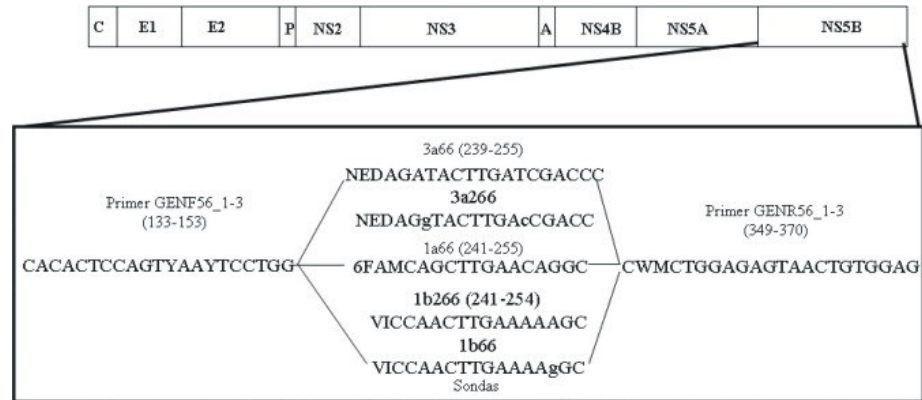 C E1 E2 P NS2 NS3 A NS4B NS5A NS5B
3a66 (239-255)
NEDAGATACTTGATCGACCC
3a266
NEDAGgTACTTGAcCGACC
Primer GENF56_1-3
(133-153)
CACACTCCAGTYAAYTCCTGG
1a66 (241-255)
6FAMCAGCTTGAACAGGC
1b266 (241-254)
VICCAACTTGAAAAAGC
1b66
VICCAACTTGAAAAgGC
Sondas
Primer GENR56_1-3
(349-370)
CWMCTGGAGAGTAACTGTGGAG